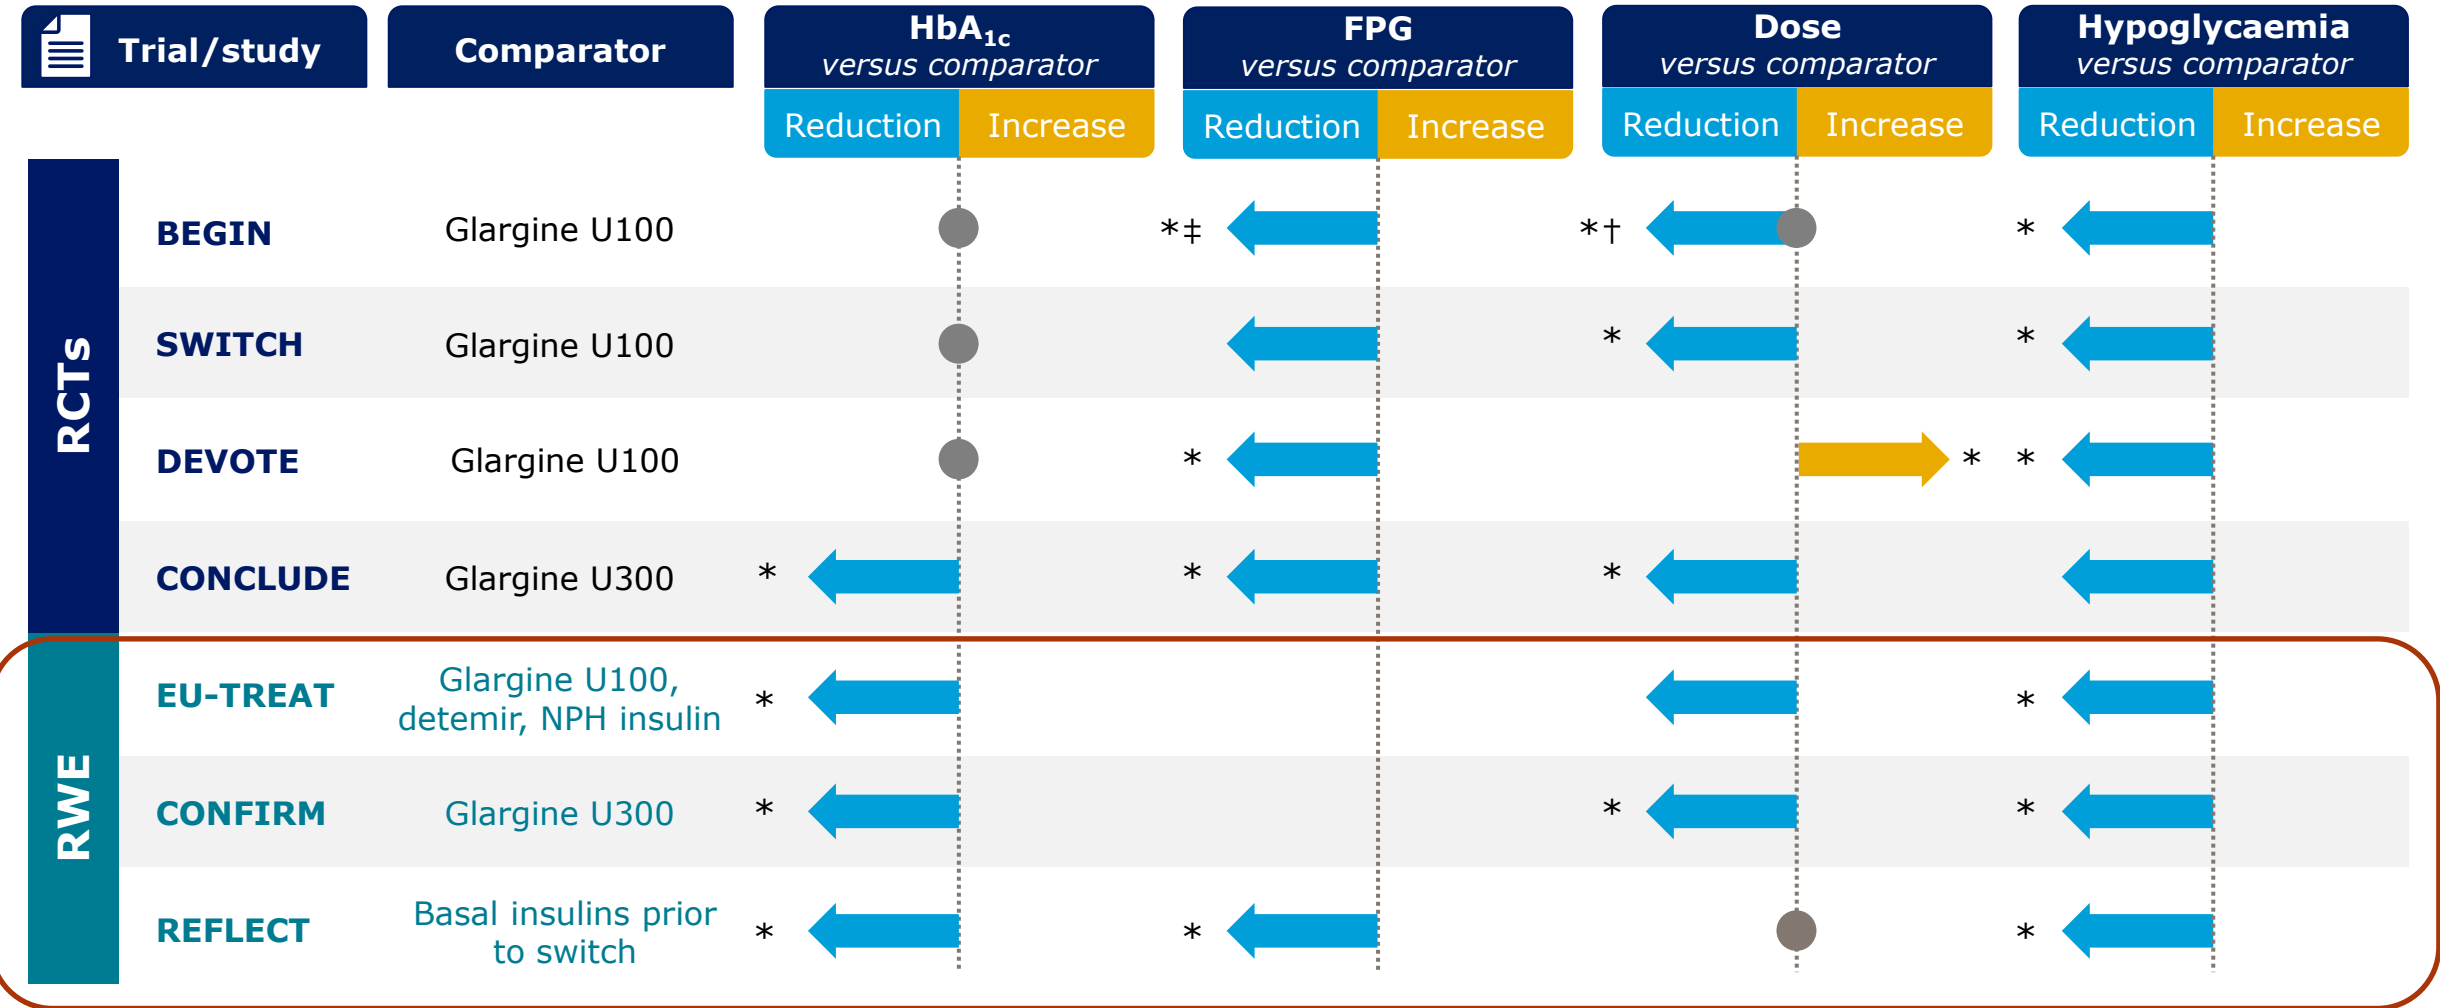 Trial/study
Comparator
HbA1c
versus comparator
FPG
versus comparator
Dose
versus comparator
Hypoglycaemia
versus comparator
Reduction Increase
Reduction Increase
Reduction Increase
Reduction Increase
RCTs
BEGIN
Glargine U100
*‡
*†
*
SWITCH
Glargine U100
*
*
DEVOTE
Glargine U100
*
*
*
CONCLUDE
Glargine U300
*
*
*
RWE
EU-TREAT
Glargine U100,
detemir, NPH insulin
*
*
CONFIRM
Glargine U300
*
*
*
REFLECT
Basal insulins prior
to switch
*
*
*